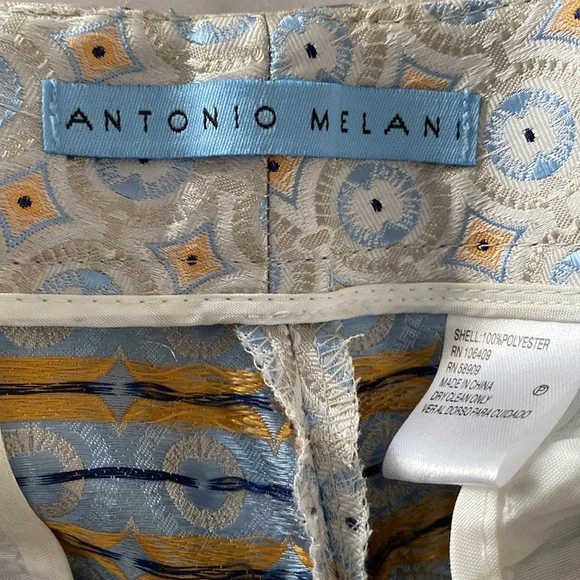 ANTONIO MELANI
SHELL:100%POLYESTER
RN 106409
RN 58909
MADE IN CHINA
DRY CLEAN ONLY
VER AL DORSO PARA CUIDADO
P